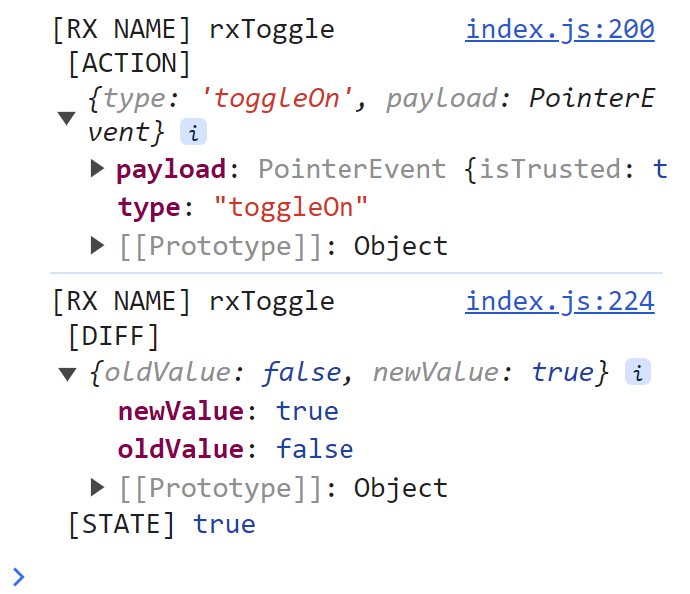 [RX NAME] rxToggle index.js:200
[ACTION]
{type: 'toggleOn', payload: PointerE
vent} i
payload: PointerEvent {isTrusted: t
type: "toggleOn"
[[Prototype]]: Object
[RX NAME] rxToggle index.js:224
[DIFF]
{oldValue: false, newValue: true} i
newValue: true
oldValue: false
[[Prototype]]: Object
[STATE] true